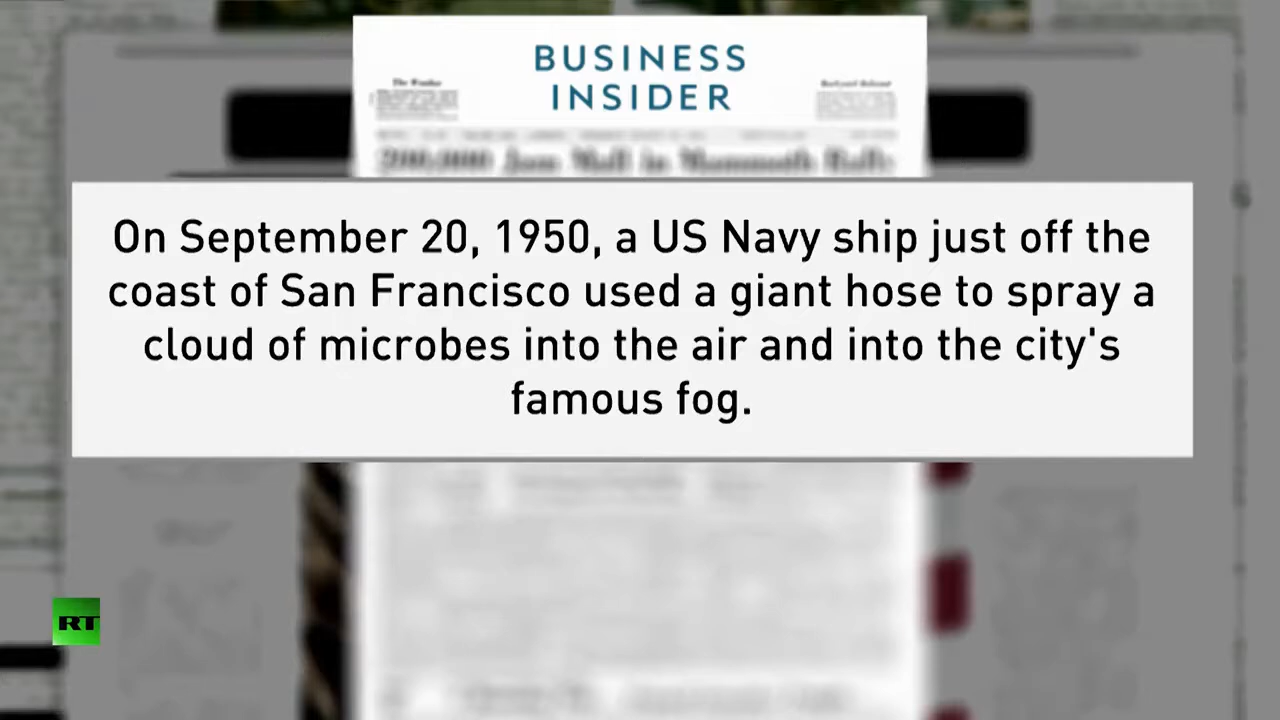 BUSINESS
INSIDER
On September 20, 1950, a US Navy ship just off the
coast of San Francisco used a giant hose to spray a
cloud of microbes into the air and into the city's
famous fog.
RT